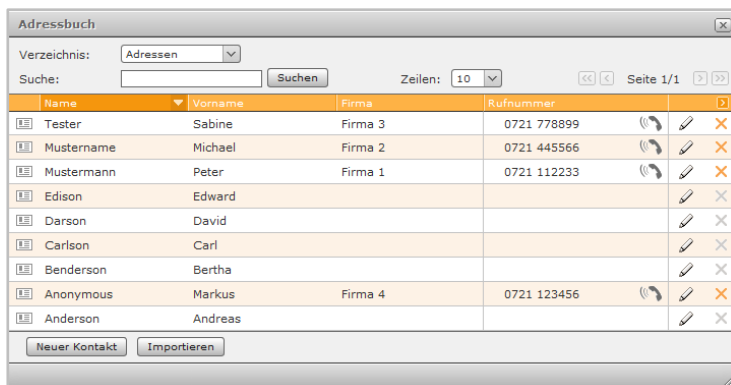 Adressbuch
Verzeichnis: Adressen
Suche: Suchen Zeilen: 10 Seite 1/1
Name Vorname Firma Rufnummer
Tester Sabine Firma 3 0721 778899
Mustername Michael Firma 2 0721 445566
Mustermann Peter Firma 1 0721 112233
Edison Edward
Darson David
Carlson Carl
Benderson Bertha
Anonymous Markus Firma 4 0721 123456
Anderson Andreas
Neuer Kontakt Importieren